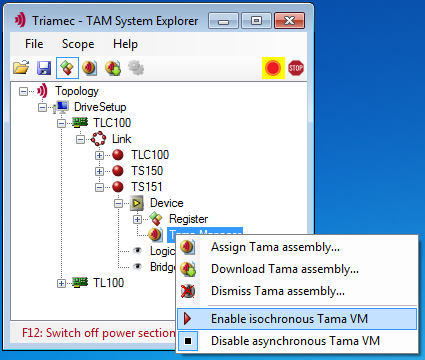 Triamec - TAM System Explorer
File Scope Help
STOP
Topology
DriveSetup
TLC100
Link
TLC100
TS150
TS151
Device
Register
Tama Manager
Logic
Bridg
TL100
Assign Tama assembly...
Download Tama assembly...
Dismiss Tama assembly...
Enable isochronous Tama VM
Disable asynchronous Tama VM
F12: Switch off power section